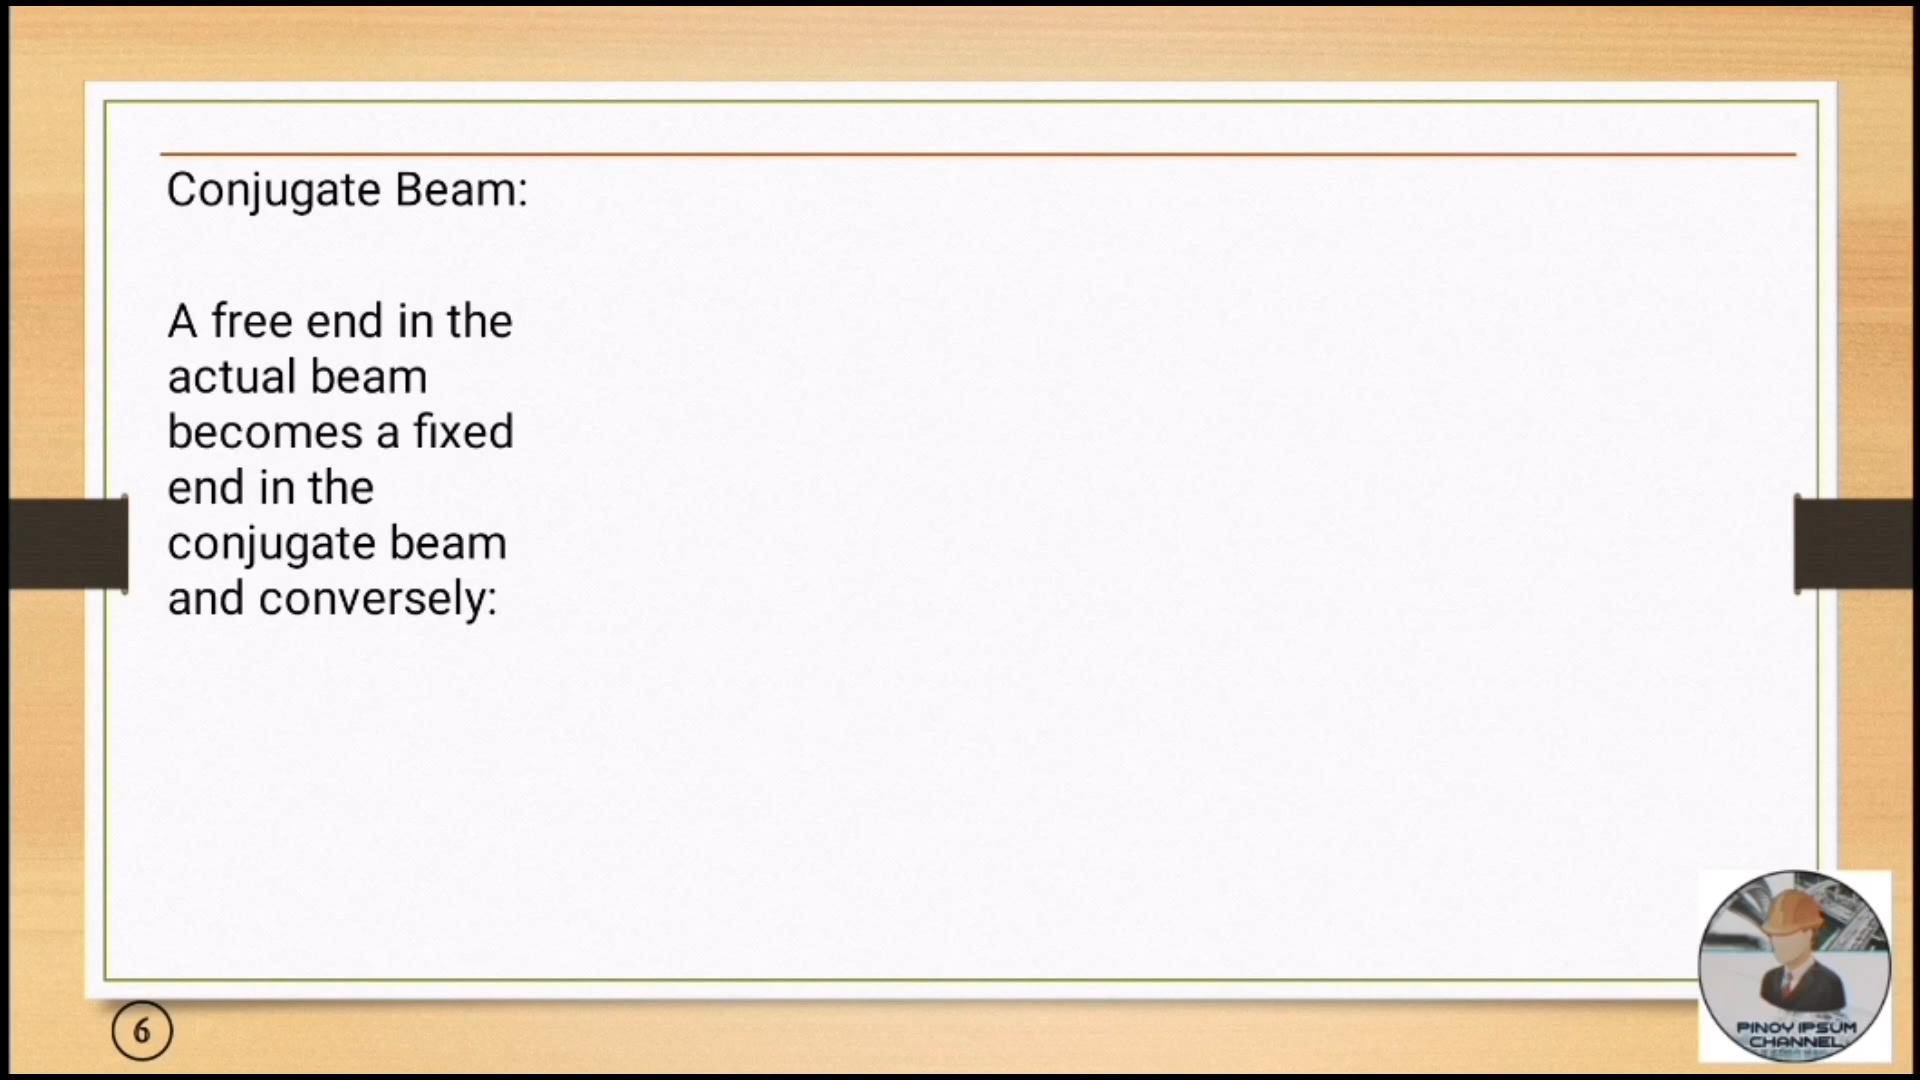 Conjugate Beam:
A free end in the
actual beam
becomes a fixed
end in the
conjugate beam
and conversely:
6
PINOY IPSUM
CHANNEL